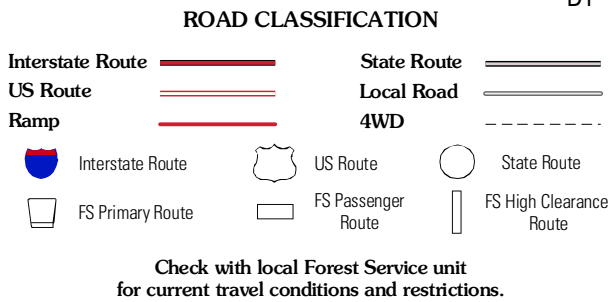 ROAD CLASSIFICATION
Interstate Route
State Route
US Route
Local Road
Ramp
4WD
Interstate Route
US Route
State Route
FS Primary Route
FS Passenger
Route
FS High Clearance
Route
Check with local Forest Service unit
for current travel conditions and restrictions.